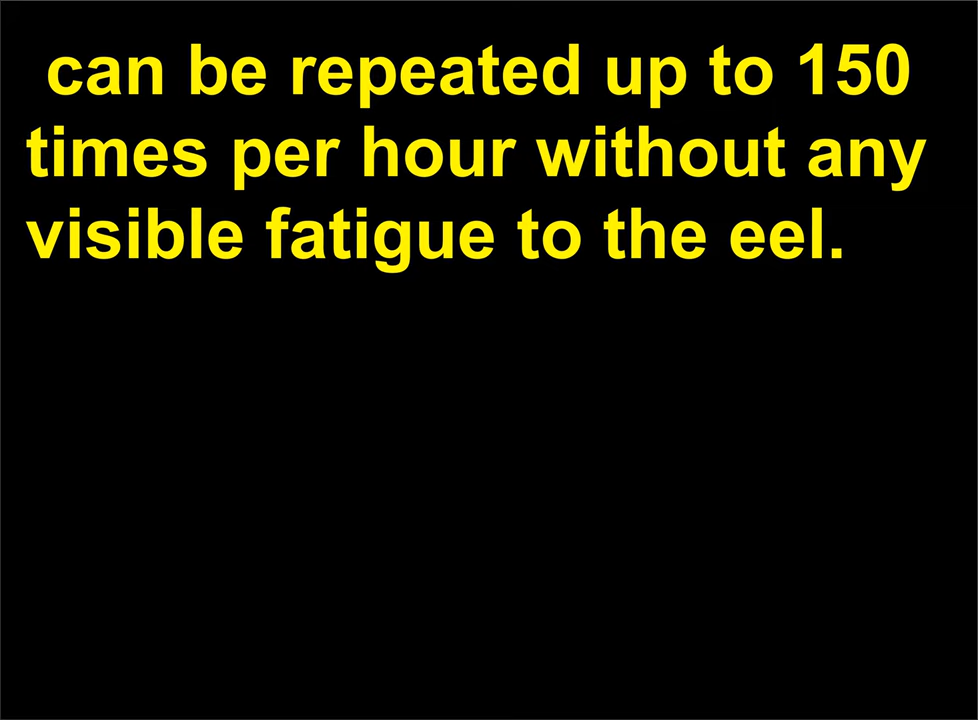 can be repeated up to 150
times per hour without any
visible fatigue to the eel.